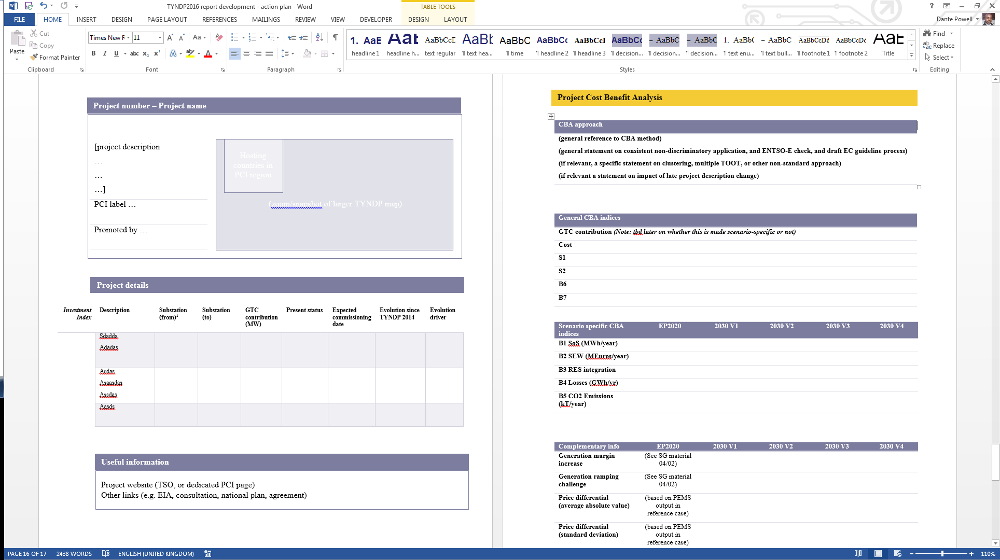 TYNDP2016 report development - action plan - Word
TABLE TOOLS
?
FILE
HOME
INSERT
DESIGN
PAGE LAYOUT
REFERENCES
MAILINGS
REVIEW
VIEW
DEVELOPER
DESIGN
LAYOUT
Dante Powell
Paste
Cut
Copy
Format Painter
Clipboard
Times New R
11
Font
Paragraph
1. AaE
headline 1
AaE
headline h...
AaBbCcD
text regular
AaBb
¶ text hea...
AaBbC
¶ time
AaBbCc
¶ headline 2
AaBbCcI
¶ headline 3
AaBbCc
¶ decision...
– AaBbC
¶ decision...
– AaBbC
¶ decision...
1. AaBb(
¶ text enu...
– AaBbC
¶ text bull...
AaBbCcDd
¶ footnote 1
AaBbCcDd
¶ footnote 2
AaE
Title
Styles
Find
Replace
Select
Editing
Project number – Project name
[project description
…
…
…]
PCI label …
Promoted by …
Hosting
countries in
PCI region
(zoom/snapshot of larger TYNDP map)
Project details
Investment Index
Description
Substation (from)¹
Substation (to)
GTC contribution (MW)
Present status
Expected commissioning date
Evolution since TYNDP 2014
Evolution driver
Sdadda
Adadas
Asdas
Asaasdas
Assdas
Aasds
Useful information
Project website (TSO, or dedicated PCI page)
Other links (e.g. EIA, consultation, national plan, agreement)
Project Cost Benefit Analysis
CBA approach
(general reference to CBA method)
(general statement on consistent non-discriminatory application, and ENTSO-E check, and draft EC guideline process)
(if relevant, a specific statement on clustering, multiple TOOT, or other non-standard approach)
(if relevant a statement on impact of late project description change)
General CBA indices
GTC contribution (Note: tbd later on whether this is made scenario-specific or not)
Cost
S1
S2
B6
B7
Scenario specific CBA indices EP2020 2030 V1 2030 V2 2030 V3 2030 V4
B1 SoS (MWh/year)
B2 SEW (MEuros/year)
B3 RES integration
B4 Losses (GWh/yr)
B5 CO2 Emissions
(kT/year)
Complementary info EP2020 2030 V1 2030 V2 2030 V3 2030 V4
Generation margin increase
(See SG material 04/02)
Generation ramping challenge
(See SG material 04/02)
Price differential (average absolute value)
(based on PEMS output in reference case)
Price differential (standard deviation)
(based on PEMS output in reference case)
PAGE 16 OF 17 2438 WORDS ENGLISH (UNITED KINGDOM) 110%